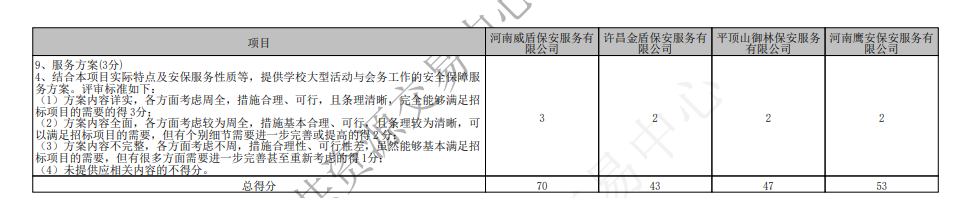 项目
河南威盾保安服务有
限公司
许昌金盾保安服务有
限公司
平顶山御林保安服务
有限公司
河南鹰安保安服务有
限公司
9、服务方案(3分)
4、结合本项目实际特点及安保服务性质等，提供学校大型活动与会务工作的安全保障服
务方案。评审标准如下：
（1）方案内容详实，各方面考虑周全，措施合理、可行，且条理清晰，完全能够满足招
标项目的需要的得3分；
（2）方案内容全面，各方面考虑较为周全，措施基本合理、可行，且条理较为清晰，可
以满足招标项目的需要，但有个别细节需要进一步完善或提高的得2分；
（3）方案内容不完整，各方面考虑不周，措施合理性、可行性差，虽然能够基本满足招
标项目的需要，但有很多方面需要进一步完善甚至重新考虑的得1分；
（4）未提供应相关内容的不得分。
3
2
2
2
总得分
70
43
47
53
共资源交易中心
易中心